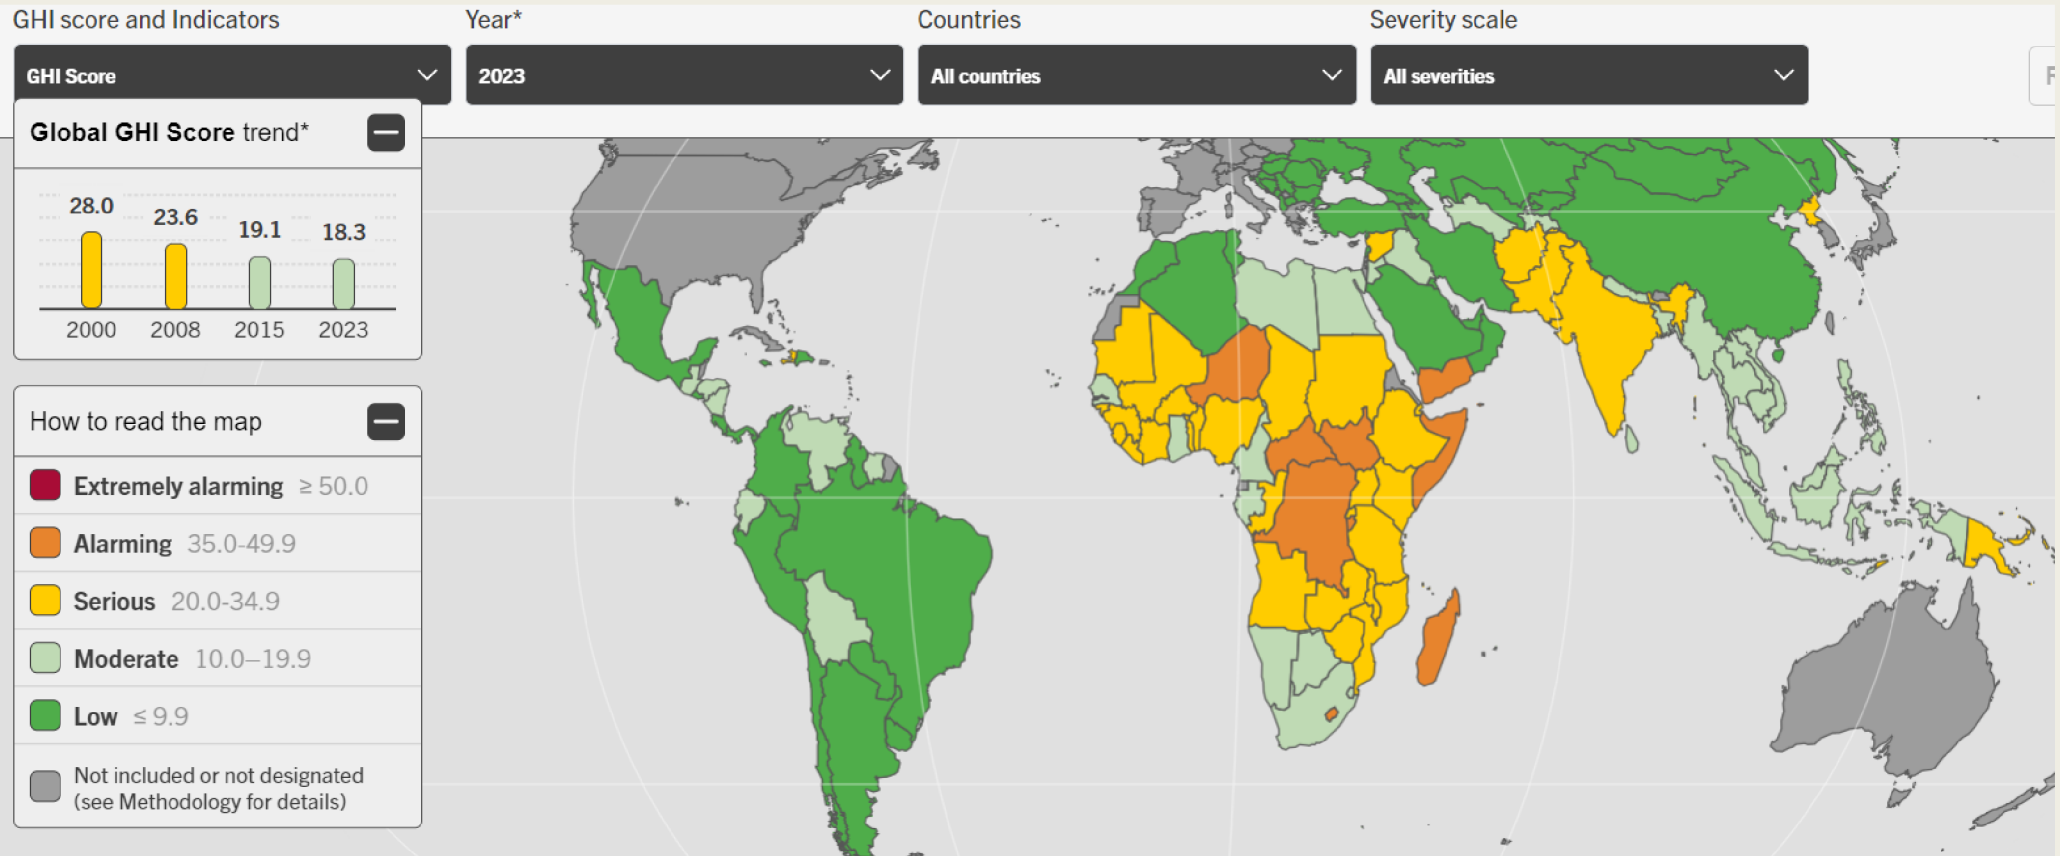 GHI score and Indicators
Year*
Countries
Severity scale
GHI Score
2023
All countries
All severities
Global GHI Score trend*
28.0
23.6
19.1
18.3
2000
2008
2015
2023
How to read the map
Extremely alarming ≥ 50.0
Alarming 35.0-49.9
Serious 20.0-34.9
Moderate 10.0–19.9
Low ≤ 9.9
Not included or not designated
(see Methodology for details)